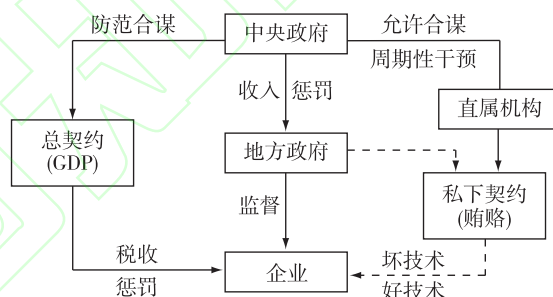 防范合谋
中央政府
允许合谋
周期性干预
收入
惩罚
直属机构
总契约
(GDP)
地方政府
私下契约
(贿赂)
监督
税收
惩罚
企业
坏技术
好技术